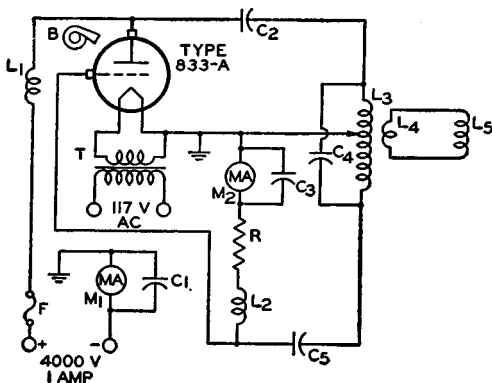 B
TYPE
833-A
C2
L1
L3
L4
L5
T
C4
MA
M2
C3
117 V
AC
R
MA
M1
C1
L2
F
+
-
C5
4000 V
1 AMP